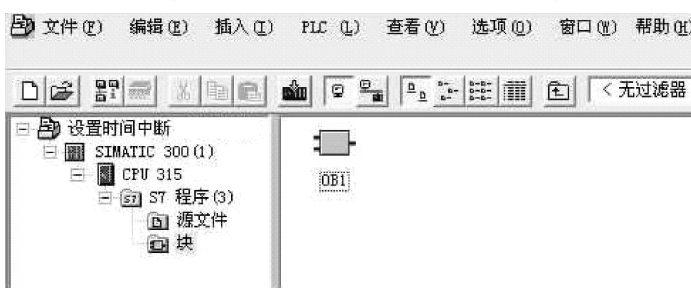 文件(F) 编辑(E) 插入(I) PLC (L) 查看(V) 选项(O) 窗口(W) 帮助(H)
< 无过滤器
设置时间中断
SIMATIC 300(1)
CPU 315
S7 程序(3)
源文件
块
OB1